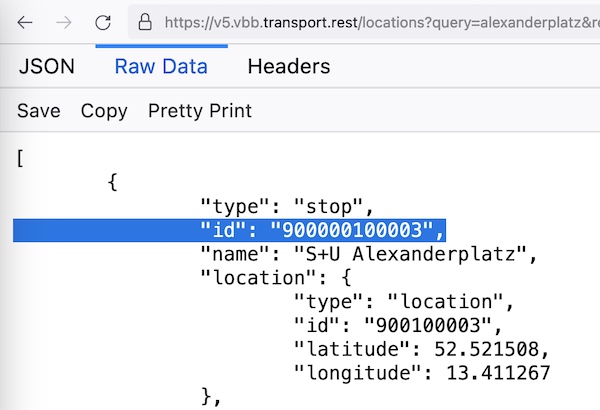 https://v5.vbb.transport.rest/locations?query=alexanderplatz&re
JSON Raw Data Headers
Save Copy Pretty Print
[
{
"type": "stop",
"id": "900000100003",
"name": "S+U Alexanderplatz",
"location": {
"type": "location",
"id": "900100003",
"latitude": 52.521508,
"longitude": 13.411267
},